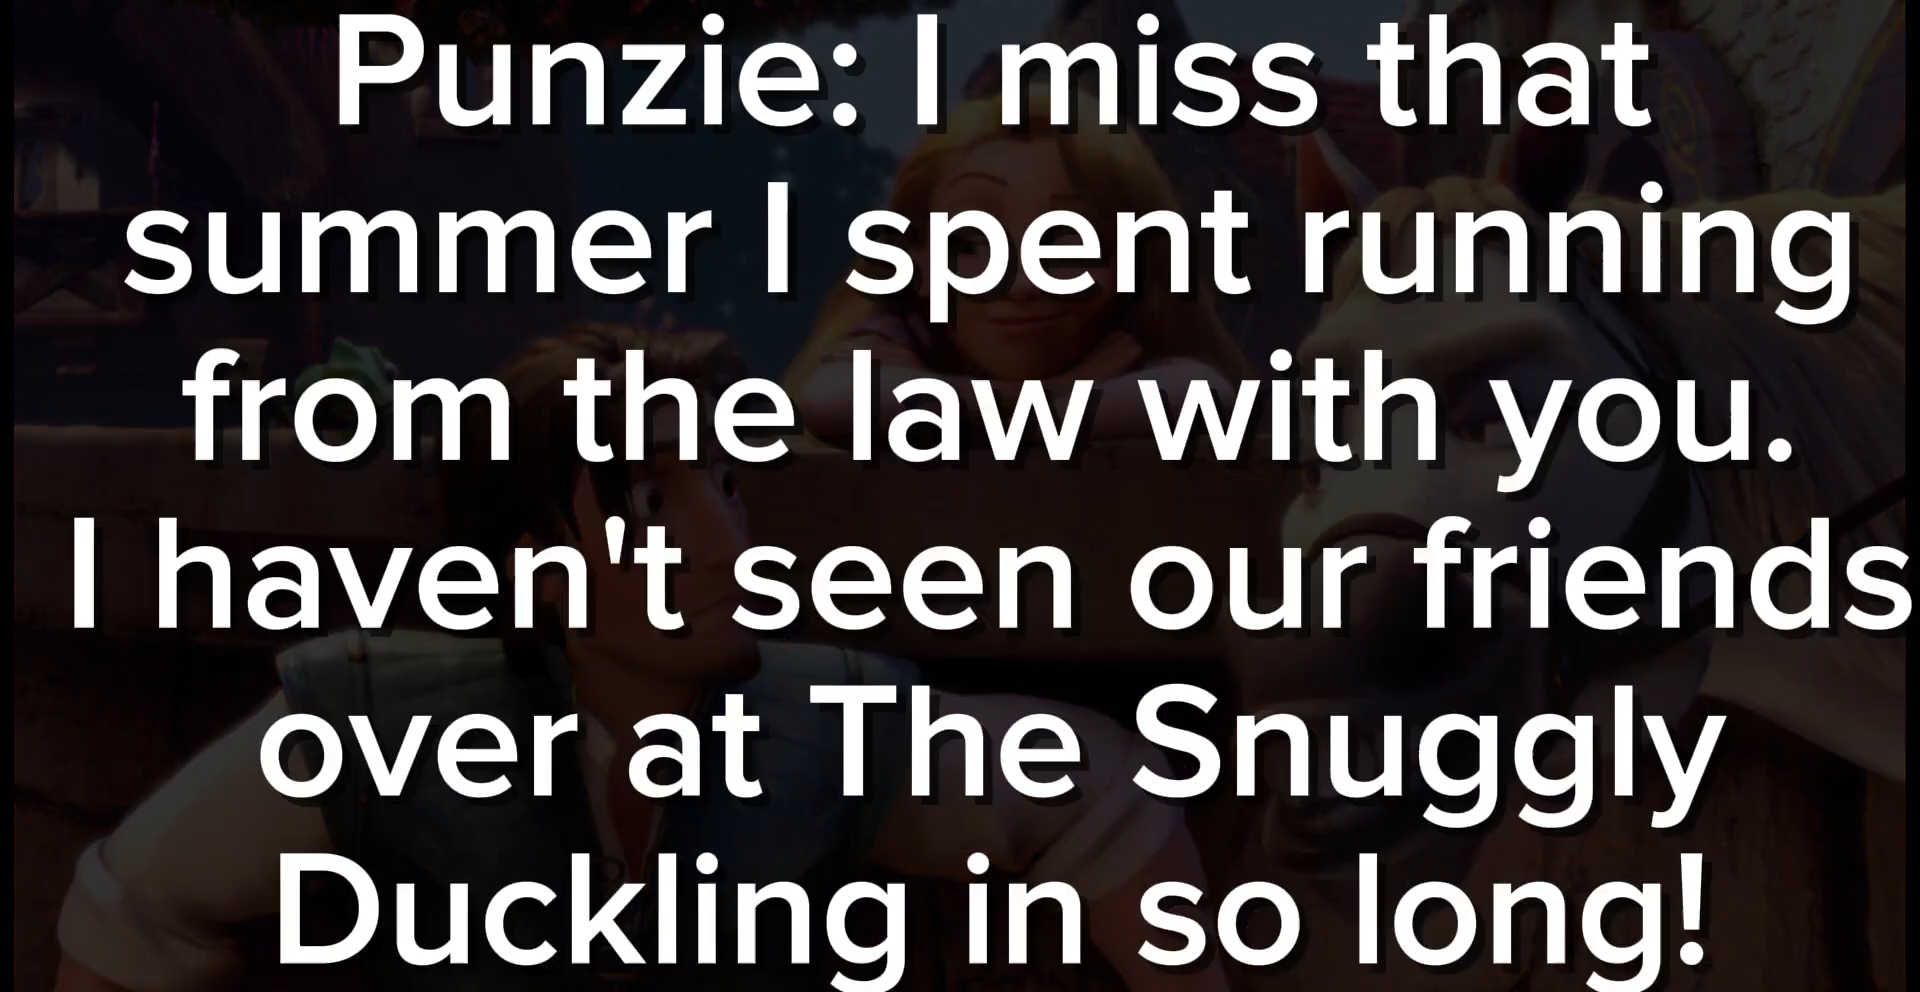 Punzie: I miss that
summer I spent running
from the law with you.
I haven't seen our friends
over at The Snuggly
Duckling in so long!